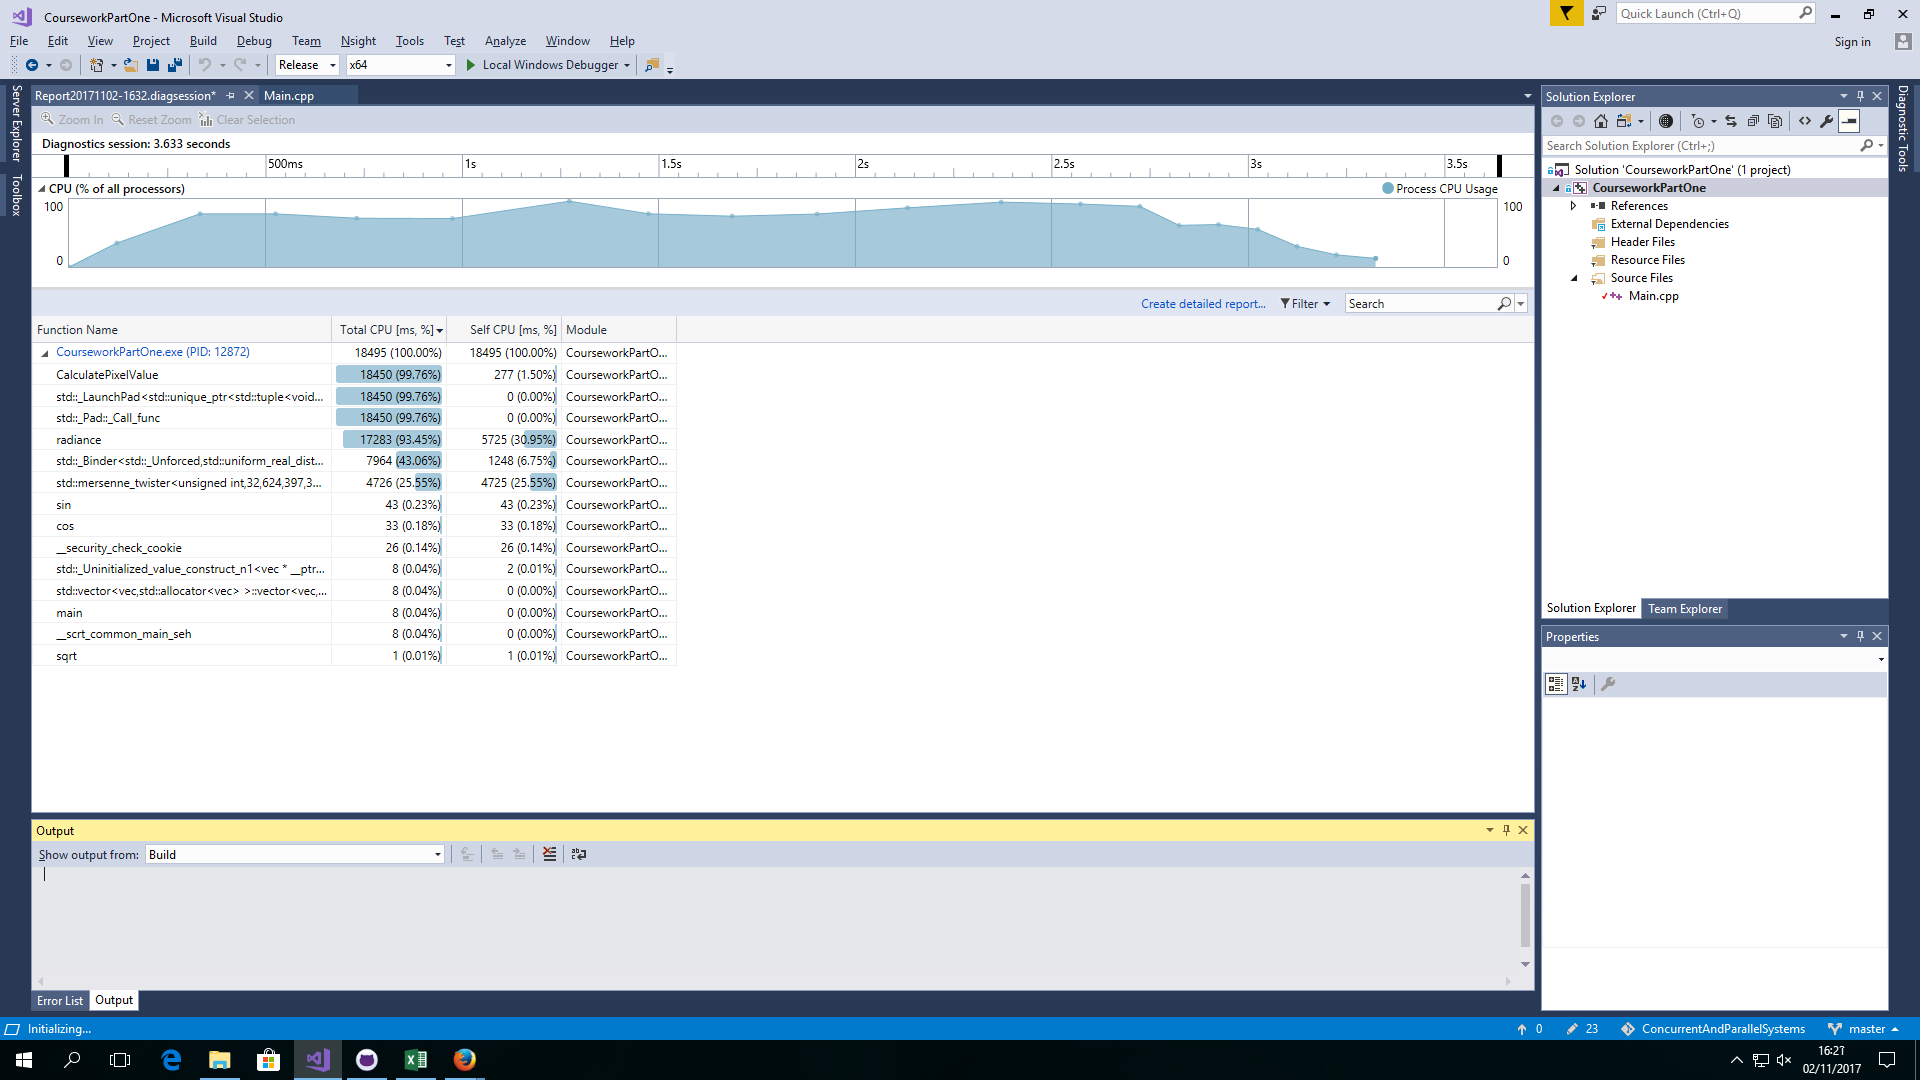 CourseworkPartOne - Microsoft Visual Studio
Quick Launch (Ctrl+Q)
File Edit View Project Build Debug Team Nsight Tools Test Analyze Window Help
Sign in
Release x64 Local Windows Debugger
Server Explorer
Toolbox
Report20171102-1632.diagsession* Main.cpp
Zoom In Reset Zoom Clear Selection
Diagnostics session: 3.633 seconds
500ms 1s 1.5s 2s 2.5s 3s 3.5s
CPU (% of all processors) Process CPU Usage
100 100
0 0
Create detailed report... Filter Search
Function Name Total CPU [ms, %] Self CPU [ms, %] Module
CourseworkPartOne.exe (PID: 12872) 18495 (100.00%) 18495 (100.00%) CourseworkPartO...
CalculatePixelValue 18450 (99.76%) 277 (1.50%) CourseworkPartO...
std::_LaunchPad<std::unique_ptr<std::tuple<void... 18450 (99.76%) 0 (0.00%) CourseworkPartO...
std::_Pad::_Call_func 18450 (99.76%) 0 (0.00%) CourseworkPartO...
radiance 17283 (93.45%) 5725 (30.95%) CourseworkPartO...
std::_Binder<std::_Unforced,std::uniform_real_dist... 7964 (43.06%) 1248 (6.75%) CourseworkPartO...
std::mersenne_twister<unsigned int,32,624,397,3... 4726 (25.55%) 4725 (25.55%) CourseworkPartO...
sin 43 (0.23%) 43 (0.23%) CourseworkPartO...
cos 33 (0.18%) 33 (0.18%) CourseworkPartO...
__security_check_cookie 26 (0.14%) 26 (0.14%) CourseworkPartO...
std::_Uninitialized_value_construct_n1<vec * __ptr... 8 (0.04%) 2 (0.01%) CourseworkPartO...
std::vector<vec,std::allocator<vec> >::vector<vec,... 8 (0.04%) 0 (0.00%) CourseworkPartO...
main 8 (0.04%) 0 (0.00%) CourseworkPartO...
__scrt_common_main_seh 8 (0.04%) 0 (0.00%) CourseworkPartO...
sqrt 1 (0.01%) 1 (0.01%) CourseworkPartO...
Output
Show output from: Build
Error List Output
Solution Explorer
Search Solution Explorer (Ctrl+;)
Solution 'CourseworkPartOne' (1 project)
CourseworkPartOne
References
External Dependencies
Header Files
Resource Files
Source Files
Main.cpp
Solution Explorer Team Explorer
Properties
Diagnostic Tools
Initializing... 0 23 ConcurrentAndParallelSystems master
16:27
02/11/2017